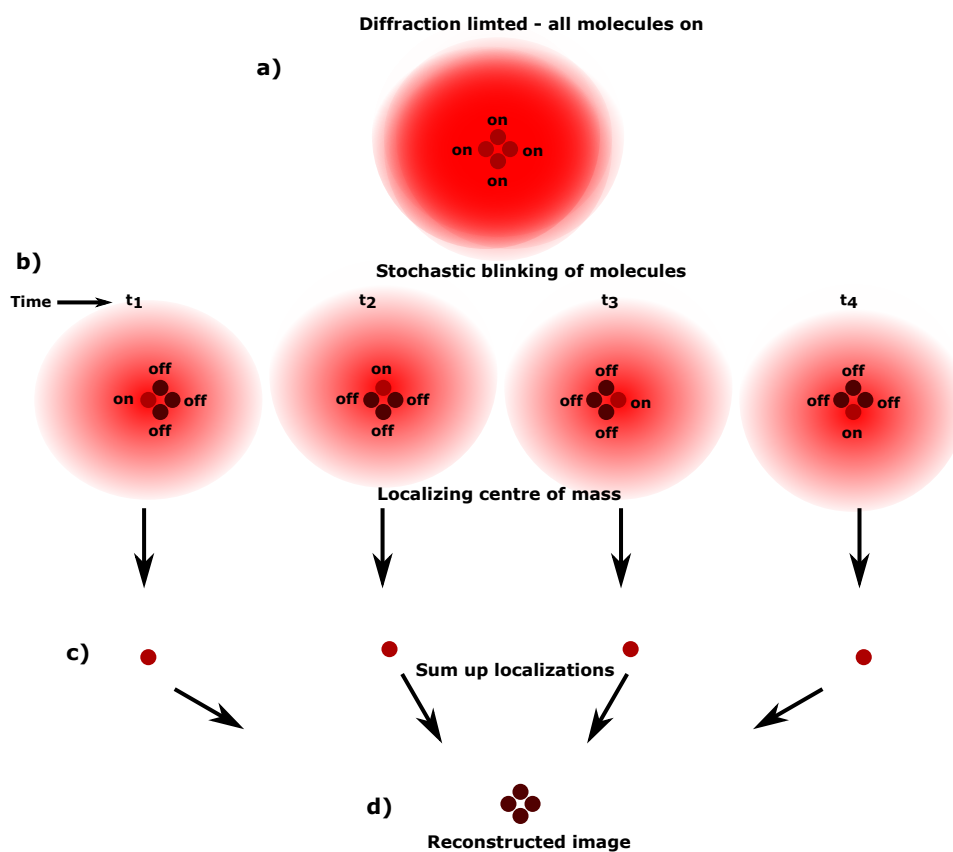 Diffraction limted - all molecules on
a)
on
on on
on
b)
Stochastic blinking of molecules
Time t1 t2 t3 t4
off on off off
on off off off off on off off
off off off on
Localizing centre of mass
c)
Sum up localizations
d)
Reconstructed image